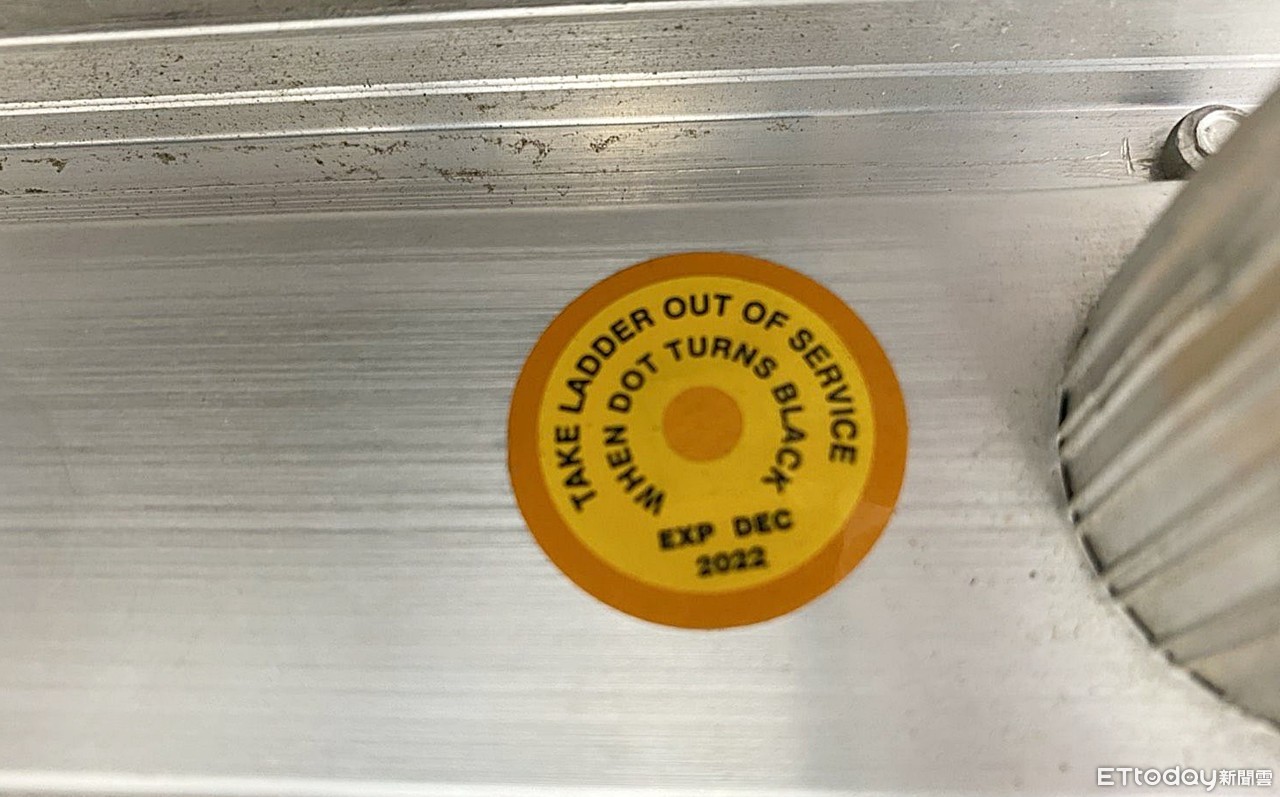 TAKE LADDER OUT OF SERVICE
WHEN DOT TURNS BLACK
EXP DEC
2022
ETtoday新聞雲